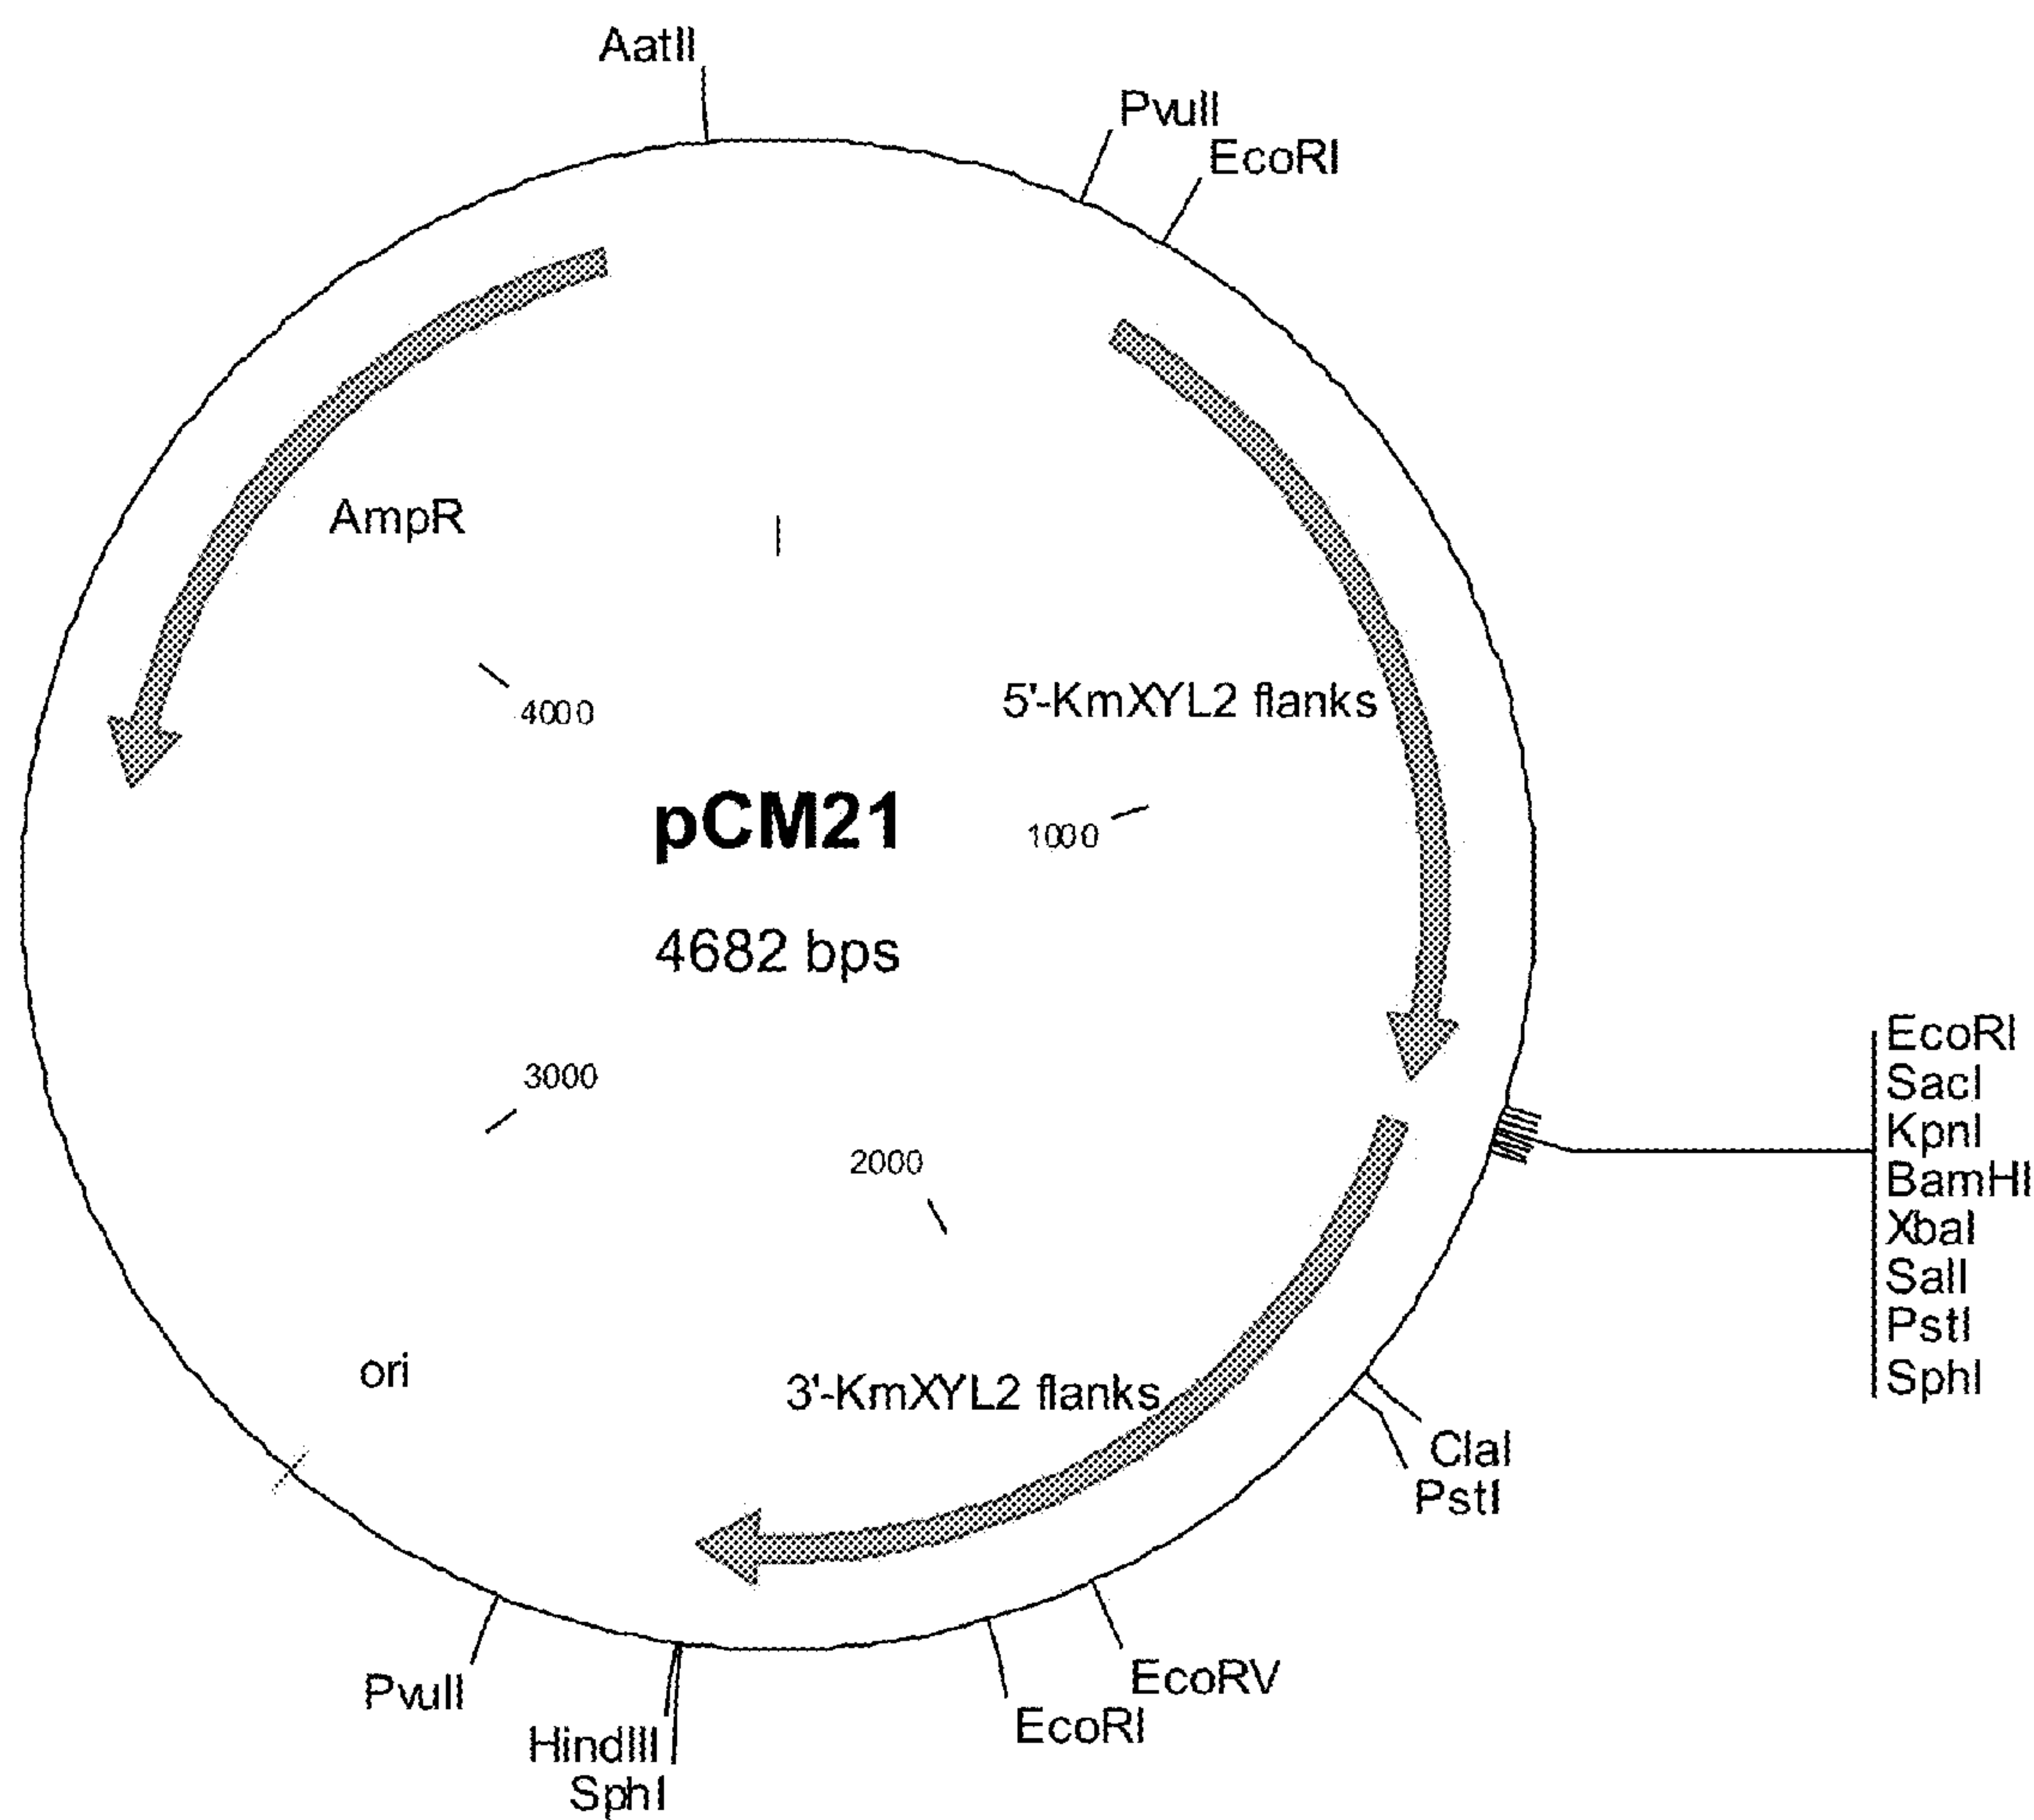 AatII
PvuII
EcoRI
AmpR
4000
5'-KmXYL2 flanks
pCM21
1000
4682 bps
3000
2000
EcoRI
SacI
KpnI
BamHI
XbaI
SalI
PstI
SphI
ori
3'-KmXYL2 flanks
ClaI
PstI
PvuII
EcoRV
EcoRI
HindIII
SphI